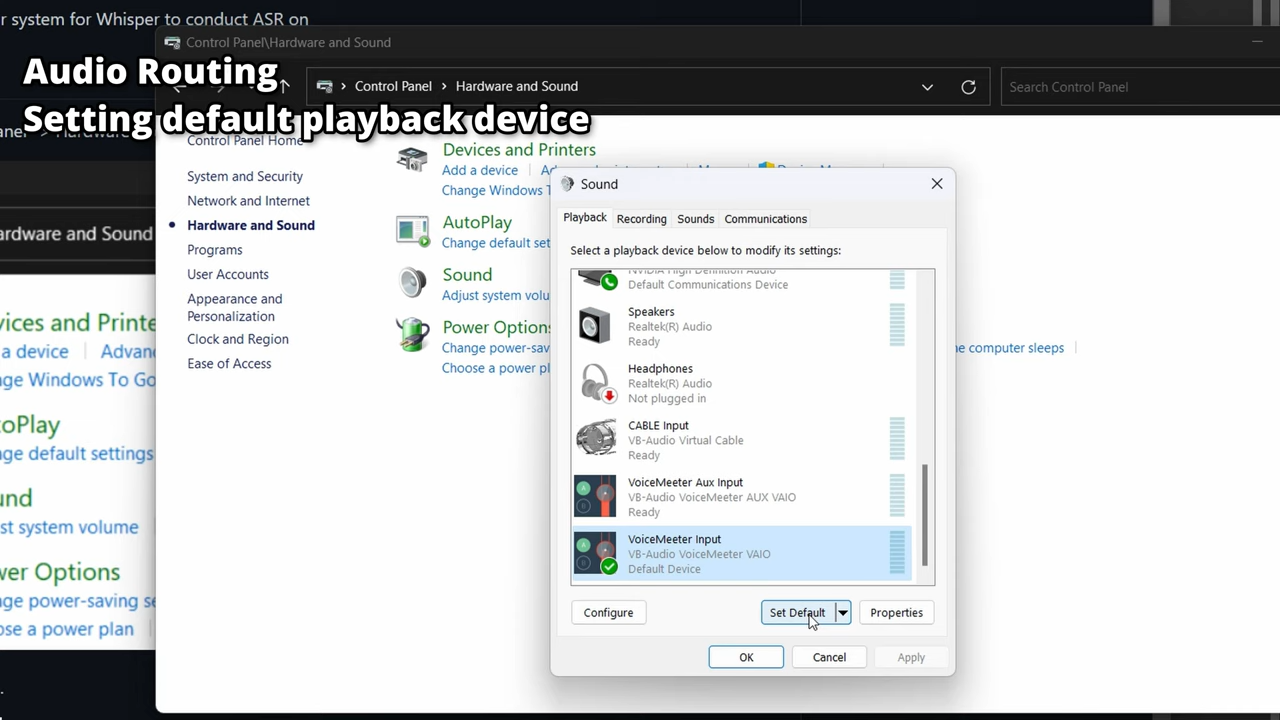 r system for Whisper to conduct ASR on
Control Panel\Hardware and Sound
Audio Routing
Control Panel > Hardware and Sound
Search Control Panel
Setting default playback device
Control Panel Home
System and Security
Network and Internet
Hardware and Sound
Programs
User Accounts
Appearance and
Personalization
Clock and Region
Ease of Access
Devices and Printers
Add a device
Change Windows T
AutoPlay
Change default set
Sound
Adjust system volu
Power Options
Change power-sav
Choose a power pl
he computer sleeps
Sound
Playback Recording Sounds Communications
Select a playback device below to modify its settings:
NVIDIA High Definition Audio
Default Communications Device
Speakers
Realtek(R) Audio
Ready
Headphones
Realtek(R) Audio
Not plugged in
CABLE Input
VB-Audio Virtual Cable
Ready
VoiceMeeter Aux Input
VB-Audio VoiceMeeter AUX VAIO
Ready
VoiceMeeter Input
VB-Audio VoiceMeeter VAIO
Default Device
Configure Set Default Properties
OK Cancel Apply
ardware and Sound
vices and Printe
a device Advan
ge Windows To Go
toPlay
ge default settings
und
st system volume
wer Options
ge power-saving se
ose a power plan